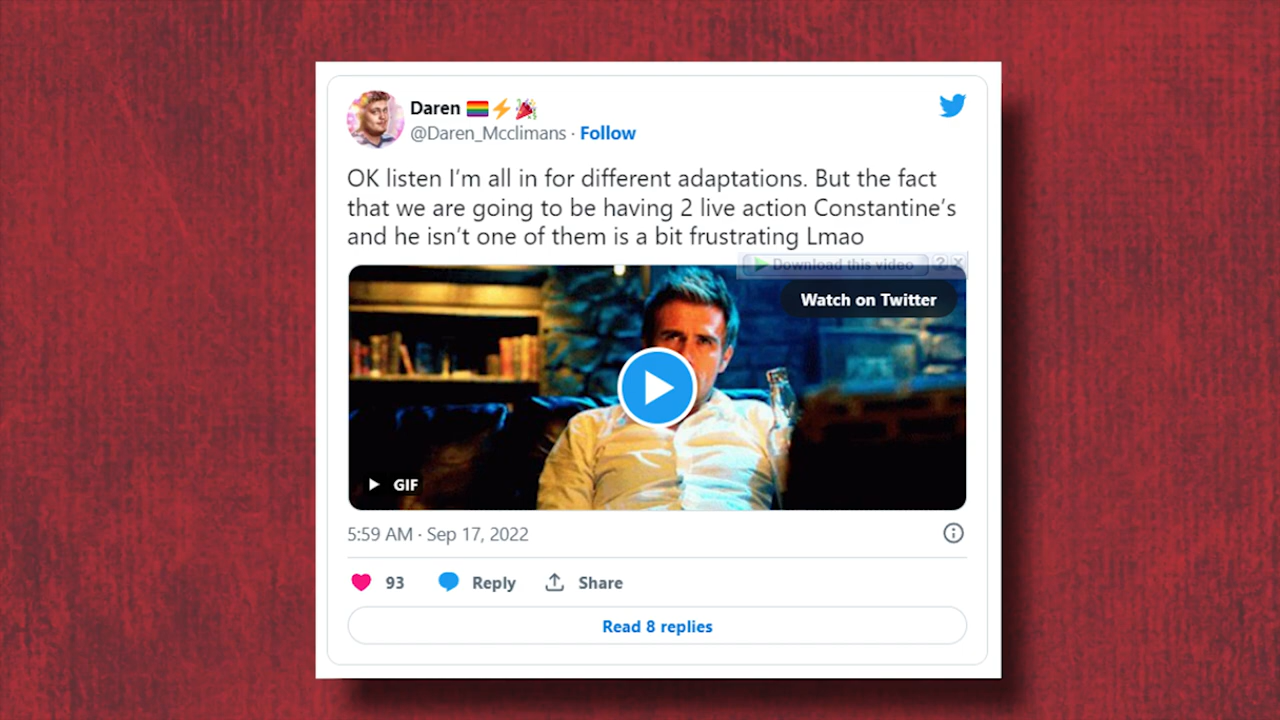 Daren 🏳️‍🌈⚡🎉
@Daren_Mcclimans · Follow
OK listen I'm all in for different adaptations. But the fact
that we are going to be having 2 live action Constantine's
and he isn't one of them is a bit frustrating Lmao
Download this video ? X
Watch on Twitter
GIF
5:59 AM · Sep 17, 2022
93 Reply Share
Read 8 replies